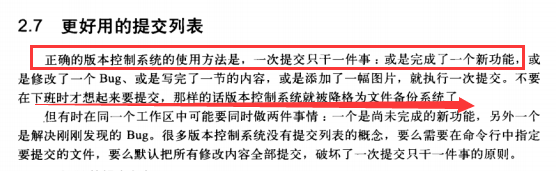 2.7 更好用的提交列表
正确的版本控制系统的使用方法是，一次提交只干一件事：或是完成了一个新功能，或
是修改了一个 Bug、或是写完了一节的内容，或是添加了一幅图片，就执行一次提交。不要
在下班时才想起来要提交，那样的话版本控制系统就被降格为文件备份系统了。
但有时在同一个工作区中可能要同时做两件事情：一个是尚未完成的新功能，另外一个
是解决刚刚发现的 Bug。很多版本控制系统没有提交列表的概念，要么需要在命令行中指定
要提交的文件，要么默认把所有修改内容全部提交，破坏了一次提交只干一件事的原则。